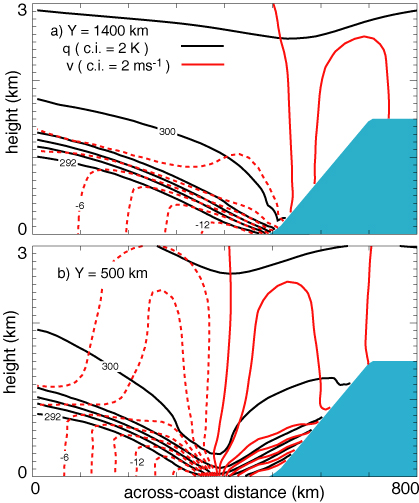 3
a) Y = 1400 km
q ( c.i. = 2 K )
v ( c.i. = 2 ms-1 )
height (km)
300
292
-6
-12
0
3
b) Y = 500 km
height (km)
300
292
-6
-12
0
0 across-coast distance (km) 800